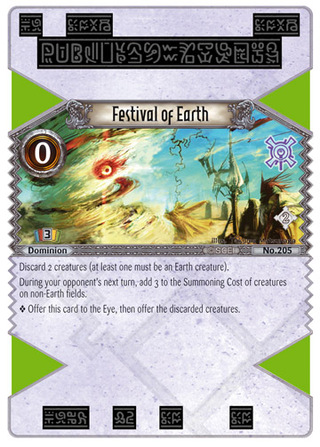 Festival of Earth
0
3
2
Dominion
No.205
Discard 2 creatures (at least one must be an Earth creature).
During your opponent's next turn, add 3 to the Summoning Cost of creatures
on non-Earth fields.
❖ Offer this card to the Eye, then offer the discarded creatures.